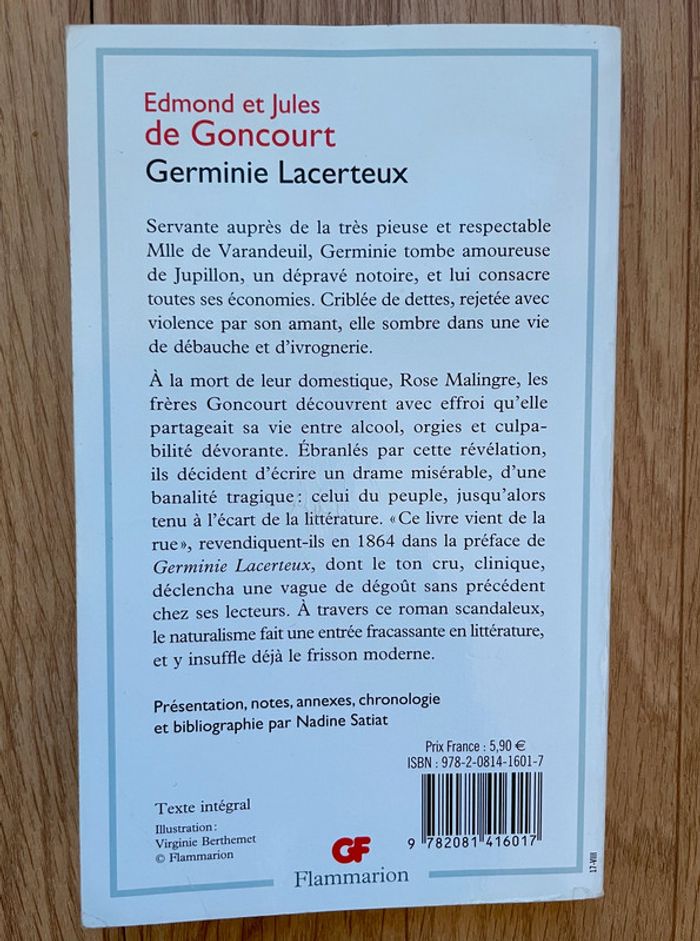 Edmond et Jules
de Goncourt
Germinie Lacerteux
Servante auprès de la très pieuse et respectable
Mlle de Varandeuil, Germinie tombe amoureuse
de Jupillon, un dépravé notoire, et lui consacre
toutes ses économies. Criblée de dettes, rejetée avec
violence par son amant, elle sombre dans une vie
de débauche et d'ivrognerie.
À la mort de leur domestique, Rose Malingre, les
frères Goncourt découvrent avec effroi qu'elle
partageait sa vie entre alcool, orgies et culpa-
bilité dévorante. Ébranlés par cette révélation,
ils décident d'écrire un drame misérable, d'une
banalité tragique : celui du peuple, jusqu'alors
tenu à l'écart de la littérature. « Ce livre vient de la
rue », revendiquent-ils en 1864 dans la préface de
Germinie Lacerteux, dont le ton cru, clinique,
déclencha une vague de dégoût sans précédent
chez ses lecteurs. À travers ce roman scandaleux,
le naturalisme fait une entrée fracassante en littérature,
et y insuffle déjà le frisson moderne.
Présentation, notes, annexes, chronologie
et bibliographie par Nadine Satiat
Prix France : 5,90 €
ISBN : 978-2-0814-1601-7
9 782081 416017
Texte intégral
Illustration :
Virginie Berthemet
© Flammarion
GF
Flammarion
17-VIII